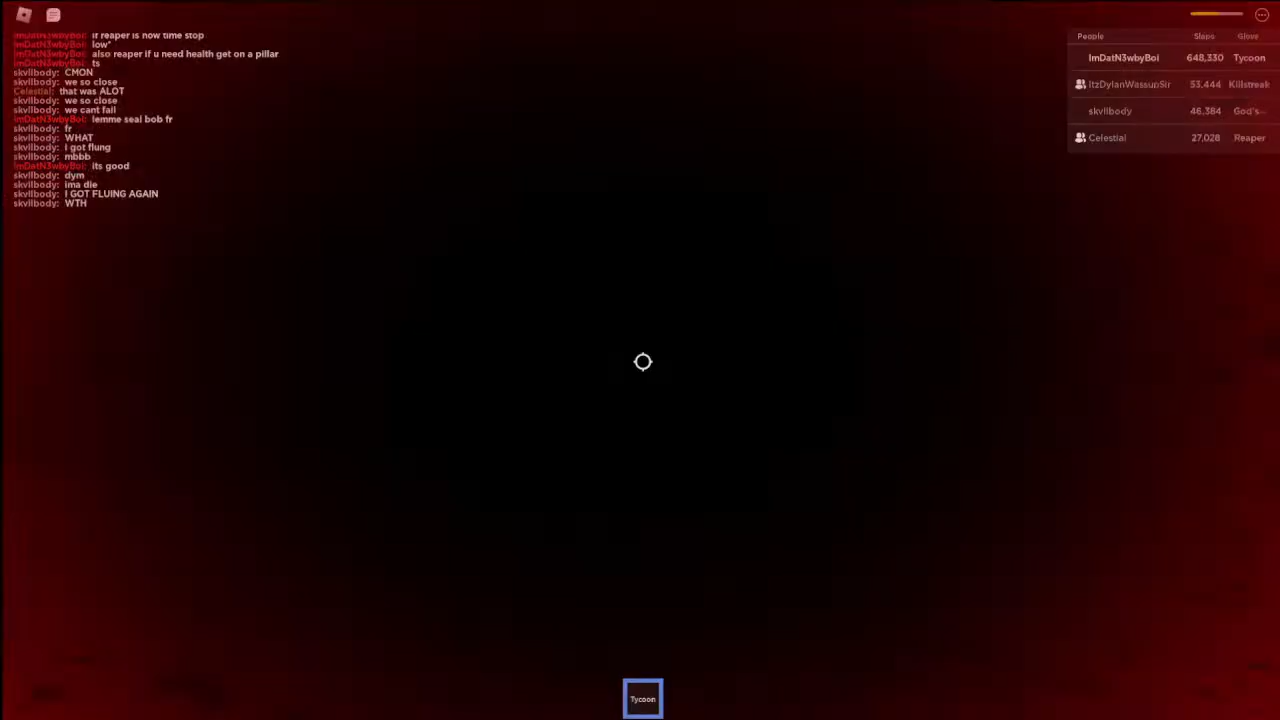 ImDatN3wbyBoi: if reaper is now time stop
ImDatN3wbyBoi: low*
ImDatN3wbyBoi: also reaper if u need health get on a pillar
ImDatN3wbyBoi: ts
skvllbody: CMON
skvllbody: we so close
Celestial: that was ALOT
skvllbody: we so close
skvllbody: we cant fail
ImDatN3wbyBoi: lemme seal bob fr
skvllbody: fr
skvllbody: WHAT
skvllbody: i got flung
skvllbody: mbbb
ImDatN3wbyBoi: its good
skvllbody: dym
skvllbody: ima die
skvllbody: I GOT FLUING AGAIN
skvllbody: WTH
People Slaps Glove
ImDatN3wbyBoi 648,330 Tycoon
ItzDylanWassupSir 53,444 Killstreak
skvllbody 46,384 God's
Celestial 27,028 Reaper
Tycoon